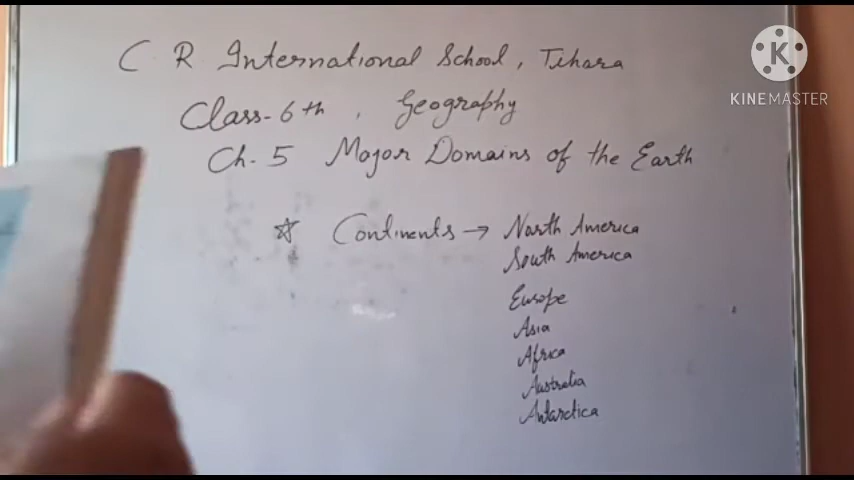 C R International School, Tihara
Class-6th, Geography
Ch. 5 Major Domains of the Earth
☆ Continents → North America
South America
Europe
Asia
Africa
Australia
Antarctica
K
KINEMASTER